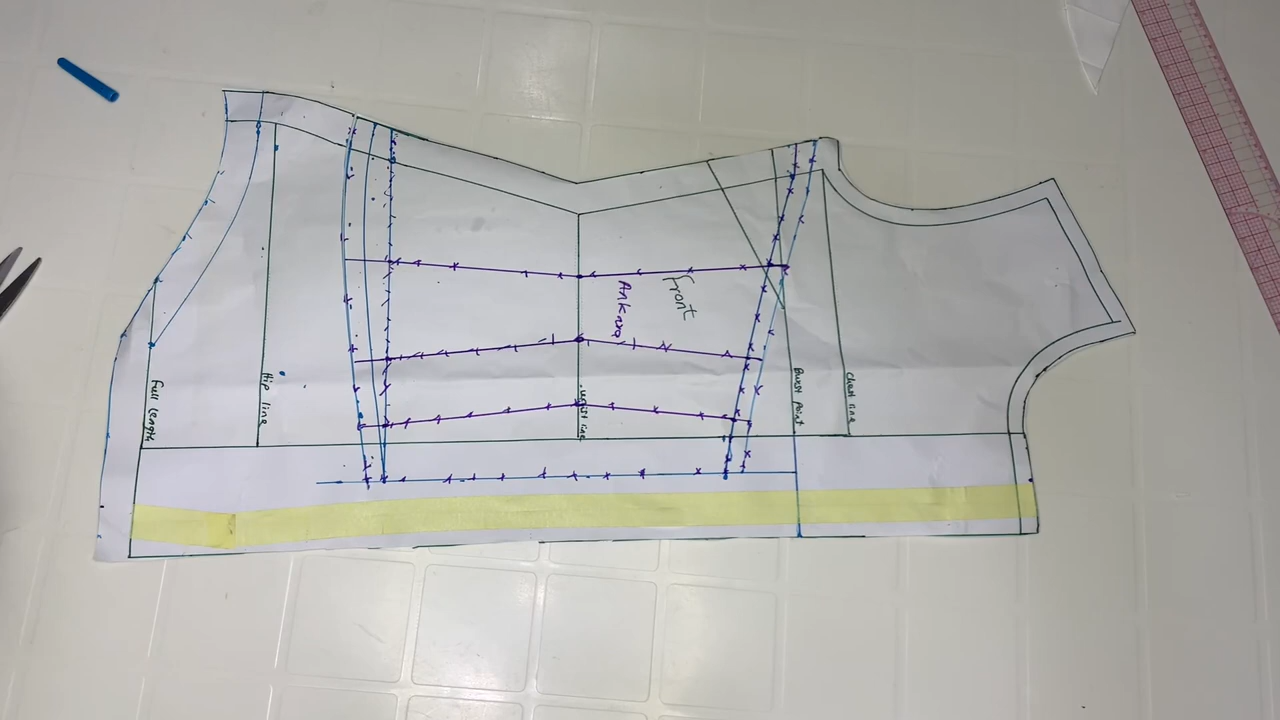 Full length
Hip line
waist line
Ankara
Front
Bust point
Chest line